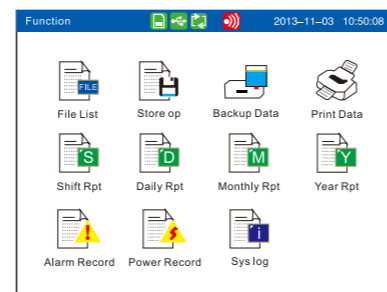 Function 2013-11-03 10:50:08
FILE
File List Store op Backup Data Print Data
S D M Y
Shift Rpt Daily Rpt Monthly Rpt Year Rpt
! i
Alarm Record Power Record Sys log